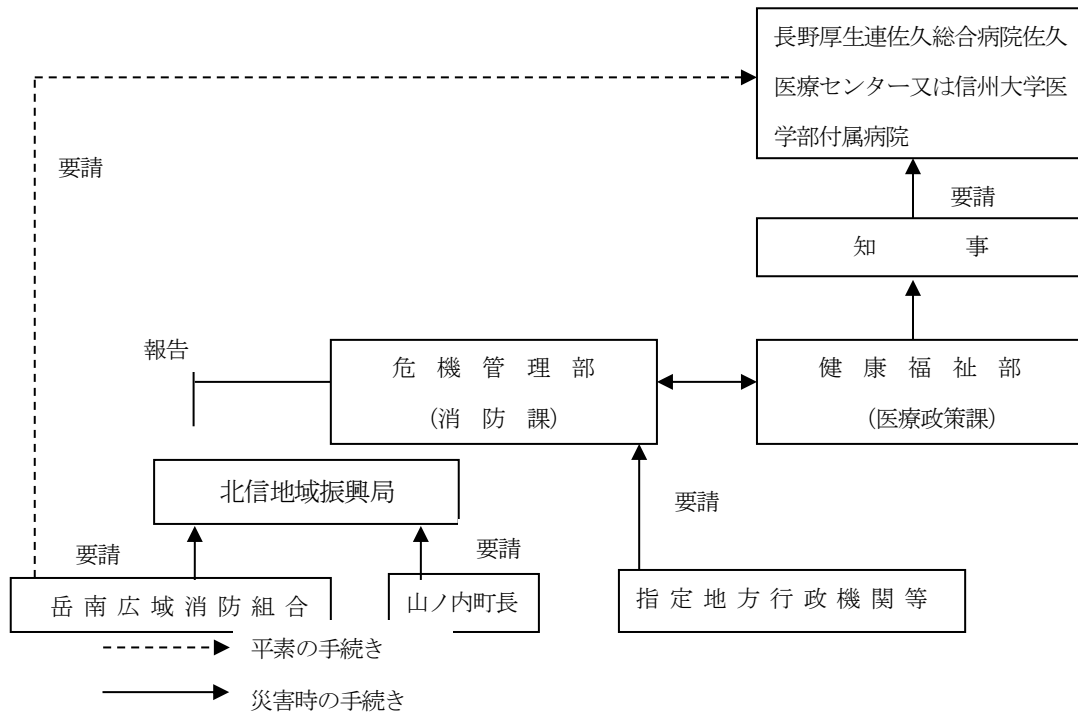 長野厚生連佐久総合病院佐久
医療センター又は信州大学医
学部付属病院
要請
要請
知 事
報告
危 機 管 理 部
(消 防 課)
健 康 福 祉 部
(医療政策課)
北信地域振興局
要請
要請
要請
岳 南 広 域 消 防 組 合
山ノ内町長
指 定 地 方 行 政 機 関 等
平素の手続き
災害時の手続き